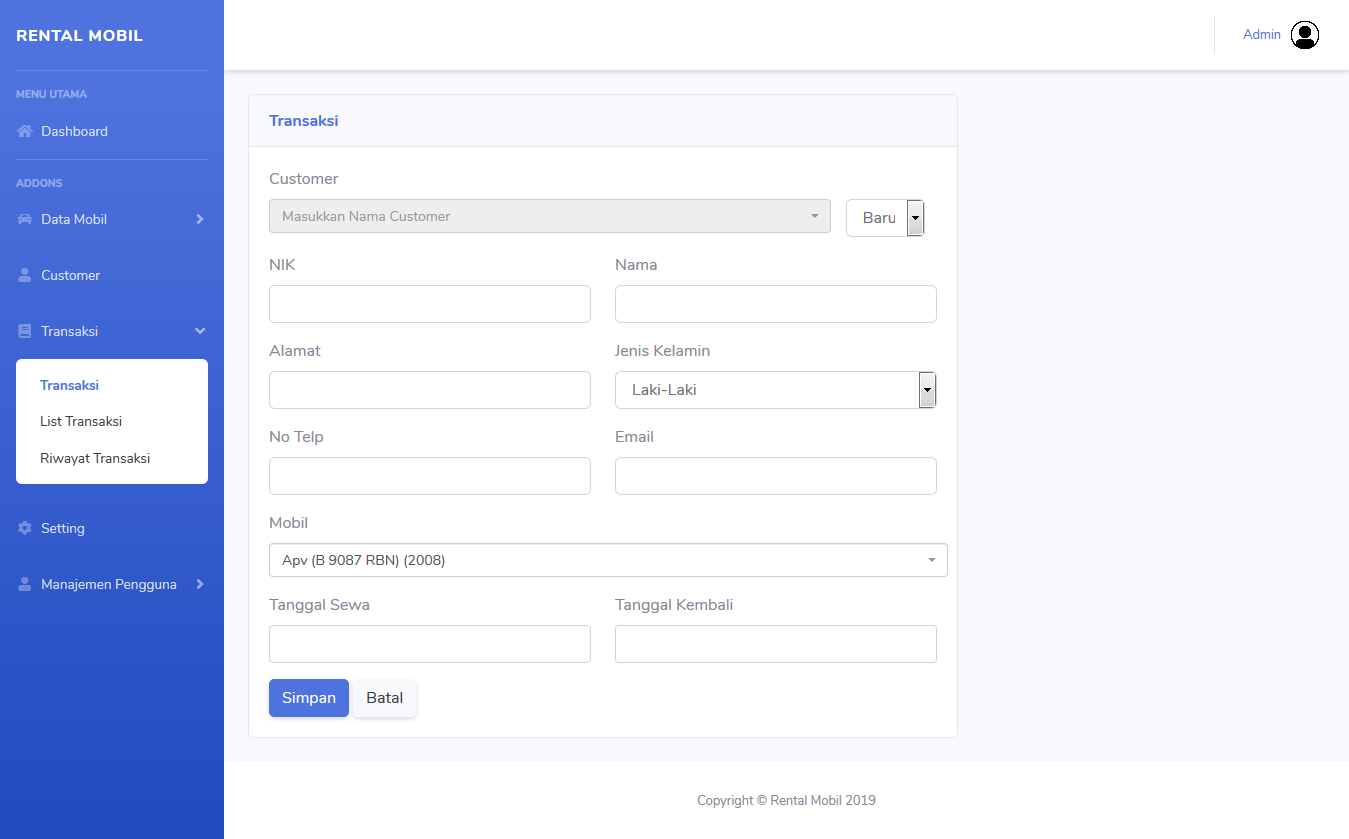 RENTAL MOBIL
Admin
MENU UTAMA
Dashboard
ADDONS
Data Mobil
Customer
Transaksi
Transaksi
List Transaksi
Riwayat Transaksi
Setting
Manajemen Pengguna
Transaksi
Customer
Masukkan Nama Customer
Baru
NIK
Nama
Alamat
Jenis Kelamin
Laki-Laki
No Telp
Email
Mobil
Apv (B 9087 RBN) (2008)
Tanggal Sewa
Tanggal Kembali
Simpan
Batal
Copyright © Rental Mobil 2019